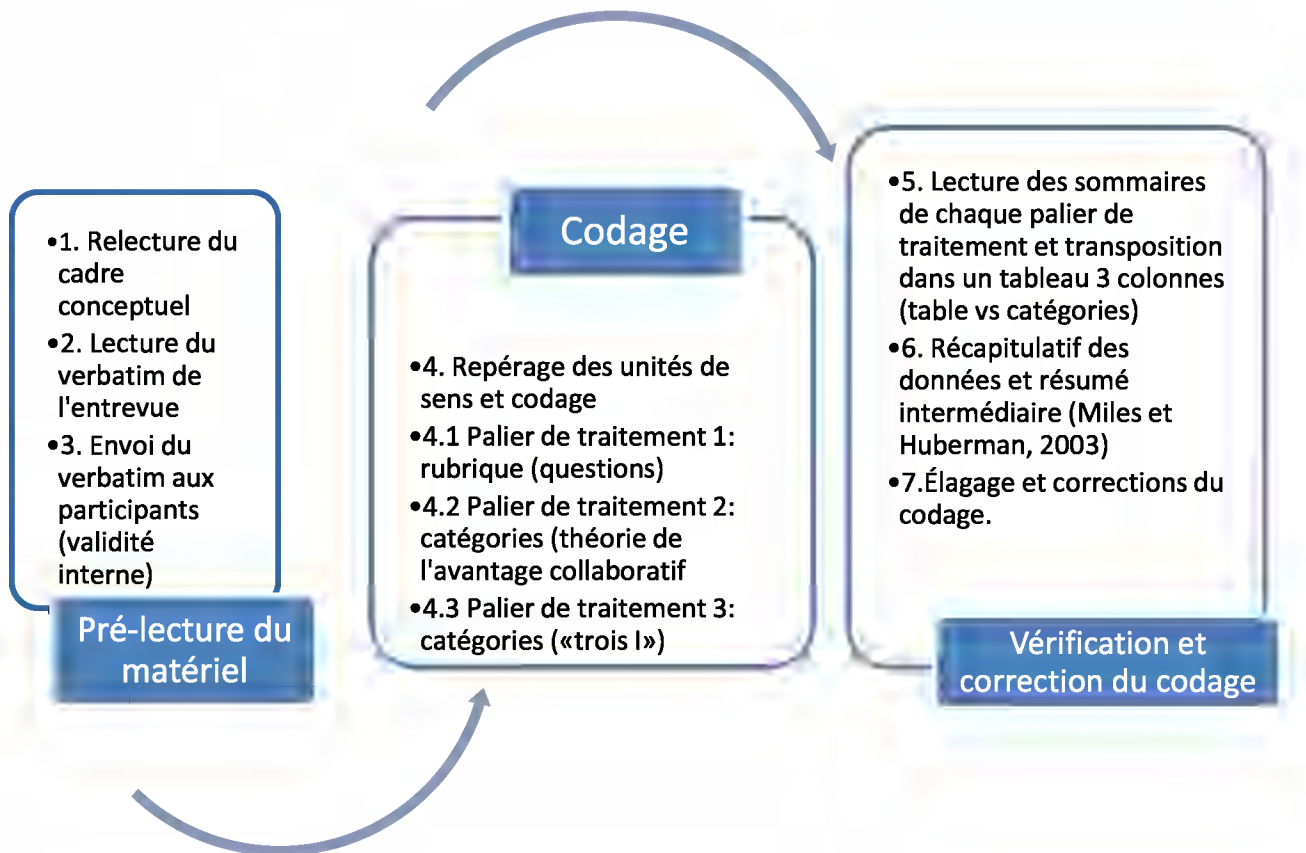 •1. Relecture du
cadre
conceptuel
•2. Lecture du
verbatim de
l'entrevue
•3. Envoi du
verbatim aux
participants
(validité
interne)
Pré-lecture du
matériel
Codage
•4. Repérage des unités de
sens et codage
•4.1 Palier de traitement 1:
rubrique (questions)
•4.2 Palier de traitement 2:
catégories (théorie de
l'avantage collaboratif
•4.3 Palier de traitement 3:
catégories («trois I»)
•5. Lecture des sommaires
de chaque palier de
traitement et transposition
dans un tableau 3 colonnes
(table vs catégories)
•6. Récapitulatif des
données et résumé
intermédiaire (Miles et
Huberman, 2003)
•7.Élagage et corrections du
codage.
Vérification et
correction du codage